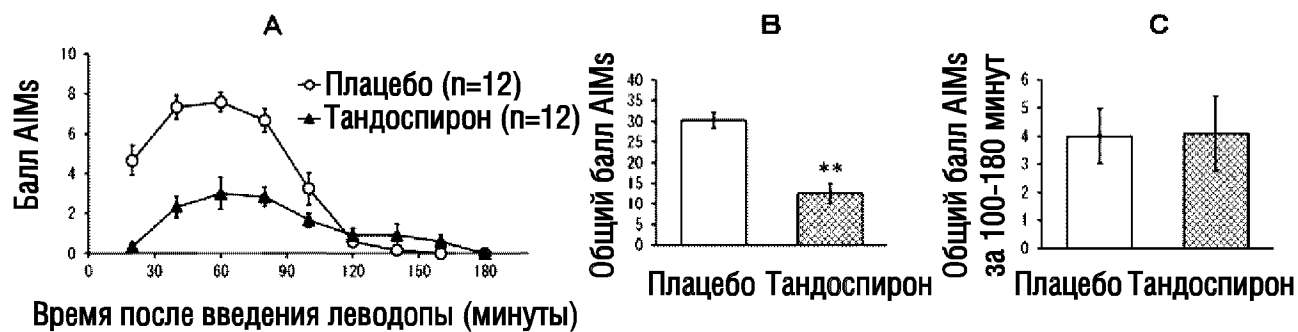 A
Балл AIMs
10
8
6
4
2
0
Плацебо (n=12)
Тандоспирон (n=12)
0 30 60 90 120 150 180
Время после введения леводопы (минуты)
B
Общий балл AIMs
40
35
30
25
20
15
10
5
0
**
Плацебо Тандоспирон
C
Общий балл AIMs
за 100-180 минут
6
5
4
3
2
1
0
Плацебо Тандоспирон